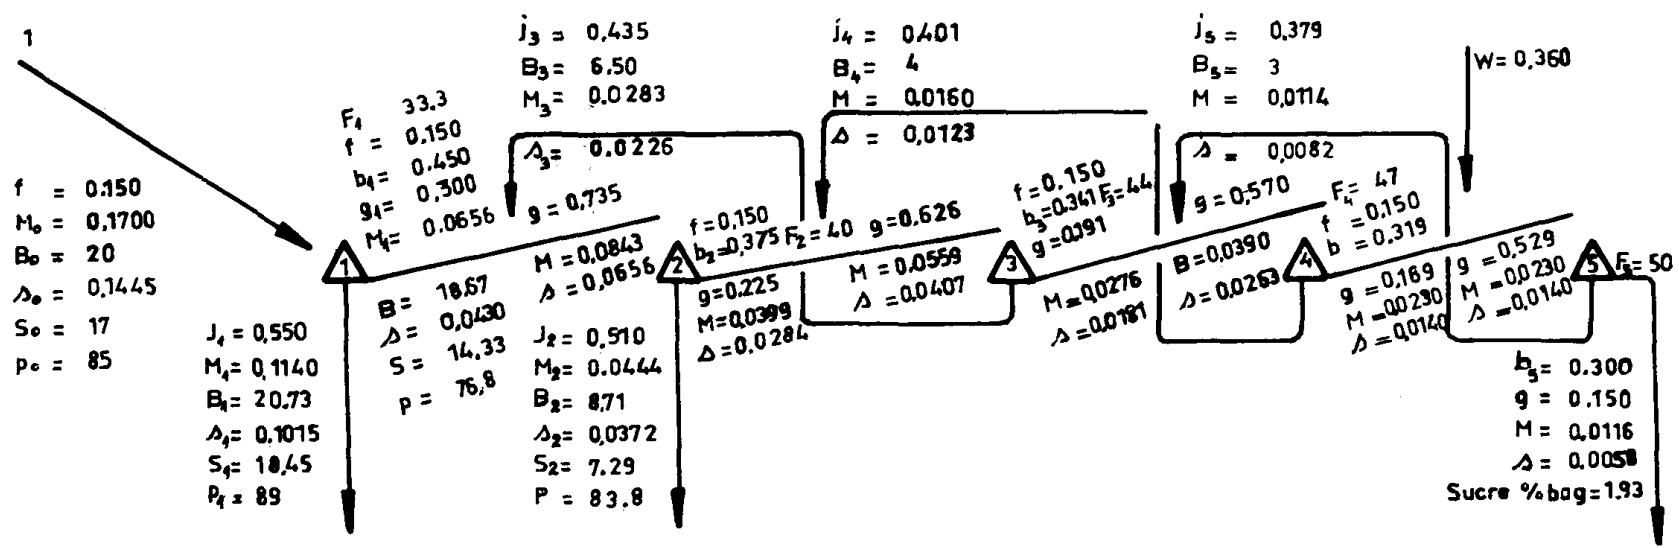 1
f = 0.150
M₀ = 0,1700
B₀ = 20
s₀ = 0,1445
S₀ = 17
p₀ = 85
F₁ 33.3
f = 0.150
b₁= 0.450
g₁= 0,300
M₁= 0.0656
1
B= 18.67
s= 0,0430
S = 14,33
p = 76,8
J₁ = 0,550
M₁= 0,1140
B₁= 20.73
s₁= 0,1015
S₁= 18,45
P₁= 89
j₃ = 0,435
B₃= 6.50
M₃= 0.0283
s₃= 0.0226
g = 0,735
M = 0,0843
s = 0,0656
2
J₂ = 0,510
M₂= 0.0444
B₂= 8,71
s₂= 0,0372
S₂= 7.29
P = 83.8
f=0,150
b₂=0,375 F₂=40 g=0.626
g=0.225
M=0,0399
s=0,0284
M = 0.0559
s = 0,0407
j₄ = 0,401
B₄= 4
M = 0,0160
s = 0,0123
3
f=0.150
b₃=0.341 F₃=44
g=0,191
M=0,0276
s=0,0181
g=0,570
B=0,0390
s=0,0263
j₅= 0,379
B₅= 3
M = 0,0114
s = 0,0082
4
F₄= 47
f =0,150
b =0,319
g =0,169
M=0,0230
s=0,0140
g =0,529
M =0,0230
s =0,0140
W= 0,360
5 F₅=50
b₅= 0.300
g = 0.150
M = 0,0116
s = 0,0058
Sucre % bag=1.93